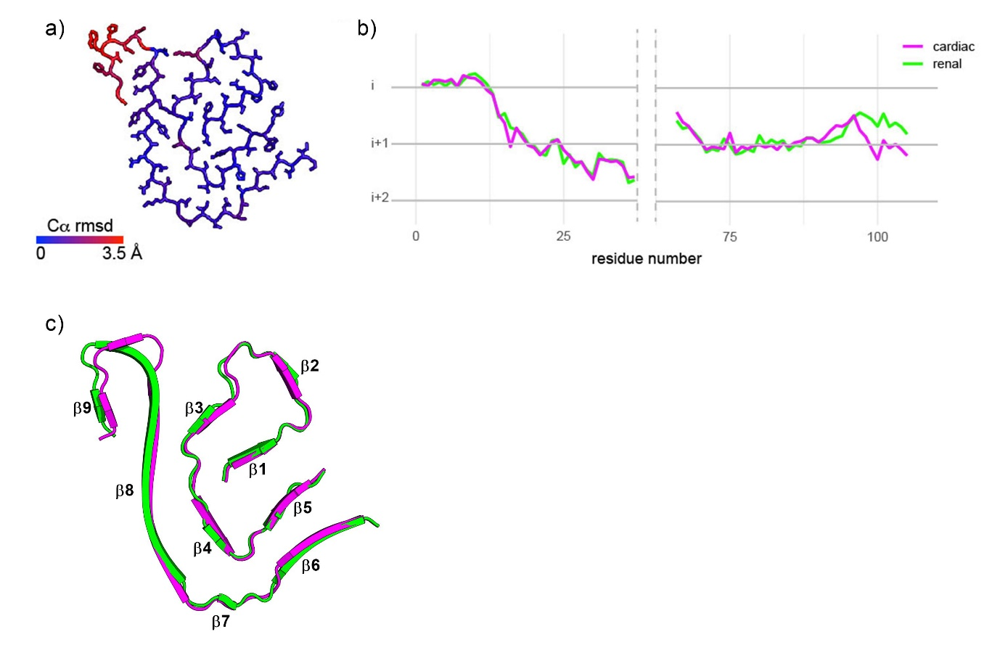 a)
Cα rmsd
0 3.5 Å
b)
cardiac
renal
i
i+1
i+2
0 25 75 100
residue number
c)
β2
β3
β9
β1
β8
β5
β4
β6
β7